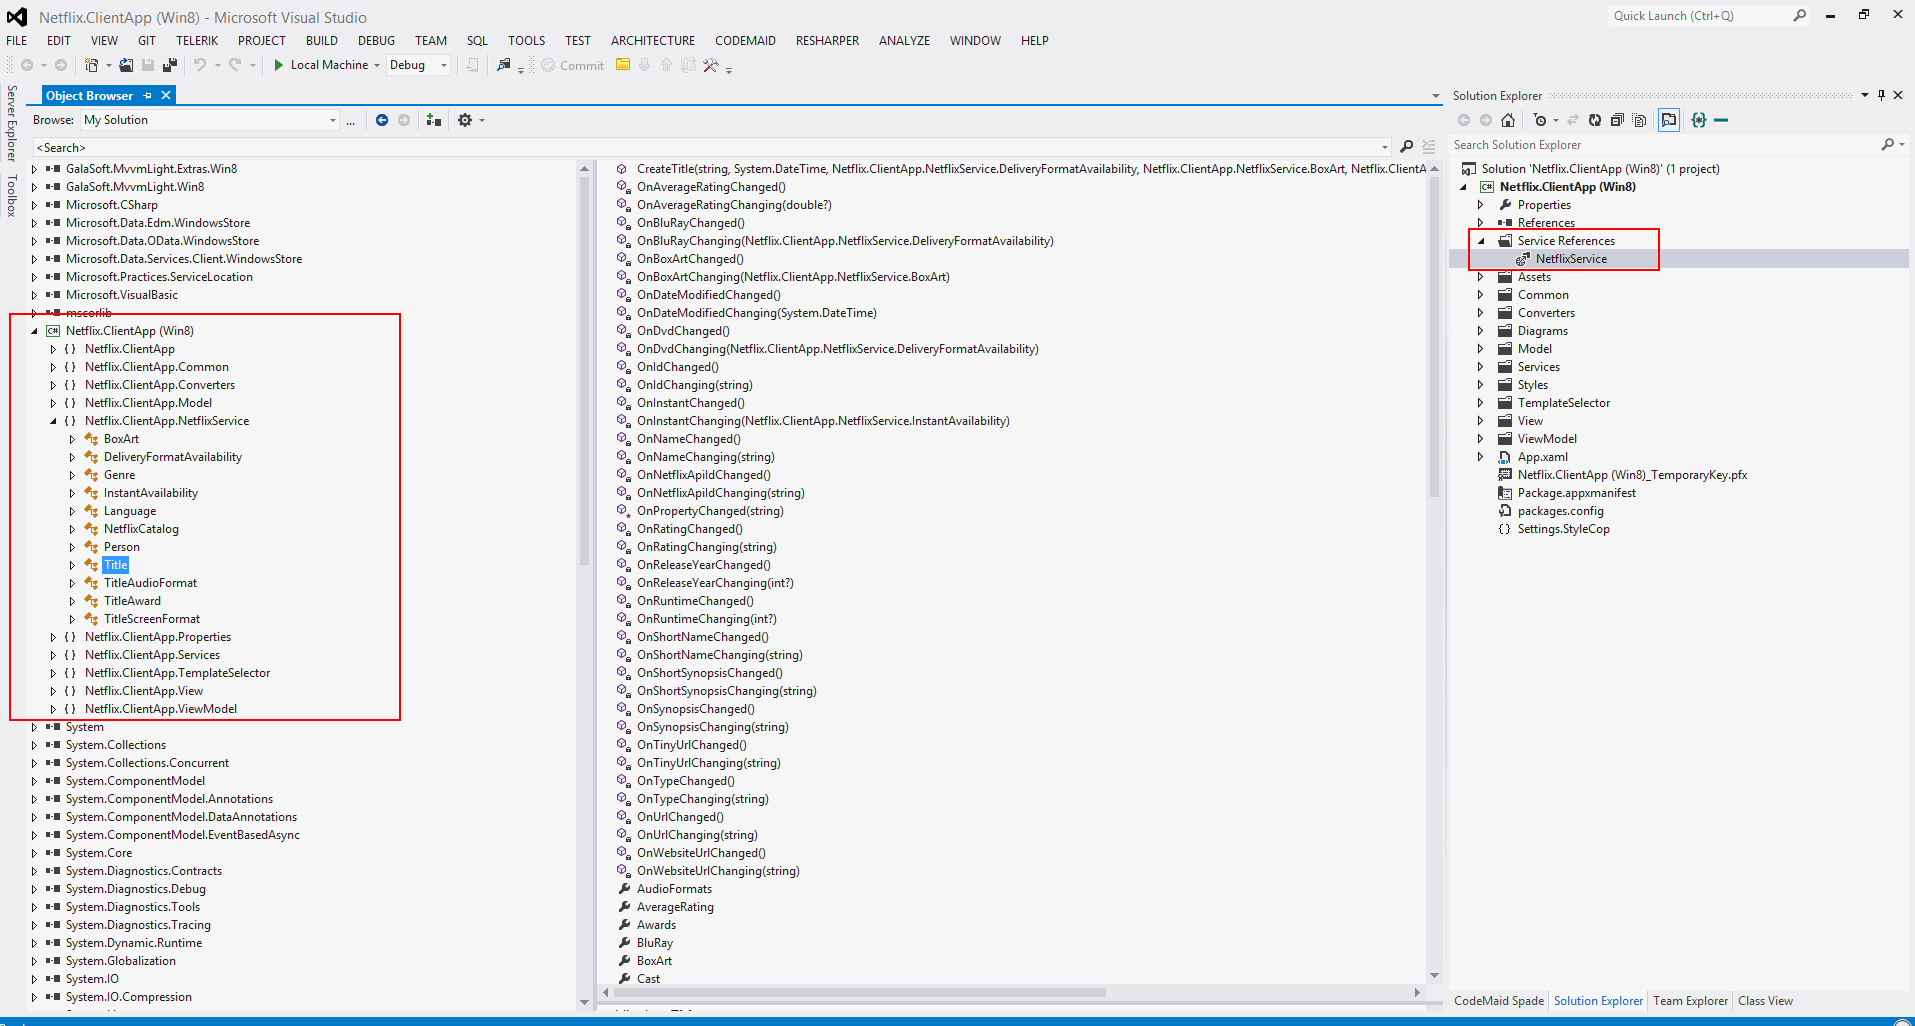 Netflix.ClientApp (Win8) - Microsoft Visual Studio
Quick Launch (Ctrl+Q)
FILE EDIT VIEW GIT TELERIK PROJECT BUILD DEBUG TEAM SQL TOOLS TEST ARCHITECTURE CODEMAID RESHARPER ANALYZE WINDOW HELP
Local Machine Debug Commit
Server Explorer
Toolbox
Object Browser
Browse: My Solution ...
<Search>
GalaSoft.MvvmLight.Extras.Win8
GalaSoft.MvvmLight.Win8
Microsoft.CSharp
Microsoft.Data.Edm.WindowsStore
Microsoft.Data.OData.WindowsStore
Microsoft.Data.Services.Client.WindowsStore
Microsoft.Practices.ServiceLocation
Microsoft.VisualBasic
mscorlib
C# Netflix.ClientApp (Win8)
{ } Netflix.ClientApp
{ } Netflix.ClientApp.Common
{ } Netflix.ClientApp.Converters
{ } Netflix.ClientApp.Model
{ } Netflix.ClientApp.NetflixService
BoxArt
DeliveryFormatAvailability
Genre
InstantAvailability
Language
NetflixCatalog
Person
Title
TitleAudioFormat
TitleAward
TitleScreenFormat
{ } Netflix.ClientApp.Properties
{ } Netflix.ClientApp.Services
{ } Netflix.ClientApp.TemplateSelector
{ } Netflix.ClientApp.View
{ } Netflix.ClientApp.ViewModel
System
System.Collections
System.Collections.Concurrent
System.ComponentModel
System.ComponentModel.Annotations
System.ComponentModel.DataAnnotations
System.ComponentModel.EventBasedAsync
System.Core
System.Diagnostics.Contracts
System.Diagnostics.Debug
System.Diagnostics.Tools
System.Diagnostics.Tracing
System.Dynamic.Runtime
System.Globalization
System.IO
System.IO.Compression
CreateTitle(string, System.DateTime, Netflix.ClientApp.NetflixService.DeliveryFormatAvailability, Netflix.ClientApp.NetflixService.BoxArt, Netflix.ClientA
OnAverageRatingChanged()
OnAverageRatingChanging(double?)
OnBluRayChanged()
OnBluRayChanging(Netflix.ClientApp.NetflixService.DeliveryFormatAvailability)
OnBoxArtChanged()
OnBoxArtChanging(Netflix.ClientApp.NetflixService.BoxArt)
OnDateModifiedChanged()
OnDateModifiedChanging(System.DateTime)
OnDvdChanged()
OnDvdChanging(Netflix.ClientApp.NetflixService.DeliveryFormatAvailability)
OnIdChanged()
OnIdChanging(string)
OnInstantChanged()
OnInstantChanging(Netflix.ClientApp.NetflixService.InstantAvailability)
OnNameChanged()
OnNameChanging(string)
OnNetflixApiIdChanged()
OnNetflixApiIdChanging(string)
OnPropertyChanged(string)
OnRatingChanged()
OnRatingChanging(string)
OnReleaseYearChanged()
OnReleaseYearChanging(int?)
OnRuntimeChanged()
OnRuntimeChanging(int?)
OnShortNameChanged()
OnShortNameChanging(string)
OnShortSynopsisChanged()
OnShortSynopsisChanging(string)
OnSynopsisChanged()
OnSynopsisChanging(string)
OnTinyUrlChanged()
OnTinyUrlChanging(string)
OnTypeChanged()
OnTypeChanging(string)
OnUrlChanged()
OnUrlChanging(string)
OnWebsiteUrlChanged()
OnWebsiteUrlChanging(string)
AudioFormats
AverageRating
Awards
BluRay
BoxArt
Cast
Solution Explorer
Search Solution Explorer
Solution 'Netflix.ClientApp (Win8)' (1 project)
C# Netflix.ClientApp (Win8)
Properties
References
Service References
NetflixService
Assets
Common
Converters
Diagrams
Model
Services
Styles
TemplateSelector
View
ViewModel
App.xaml
Netflix.ClientApp (Win8)_TemporaryKey.pfx
Package.appxmanifest
packages.config
{ } Settings.StyleCop
CodeMaid Spade Solution Explorer Team Explorer Class View